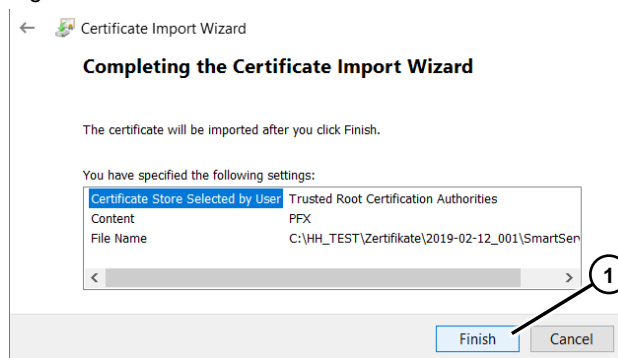 Certificate Import Wizard
Completing the Certificate Import Wizard
The certificate will be imported after you click Finish.
You have specified the following settings:
Certificate Store Selected by User Trusted Root Certification Authorities
Content PFX
File Name C:\HH_TEST\Zertifikate\2019-02-12_001\SmartSer
1
Finish Cancel